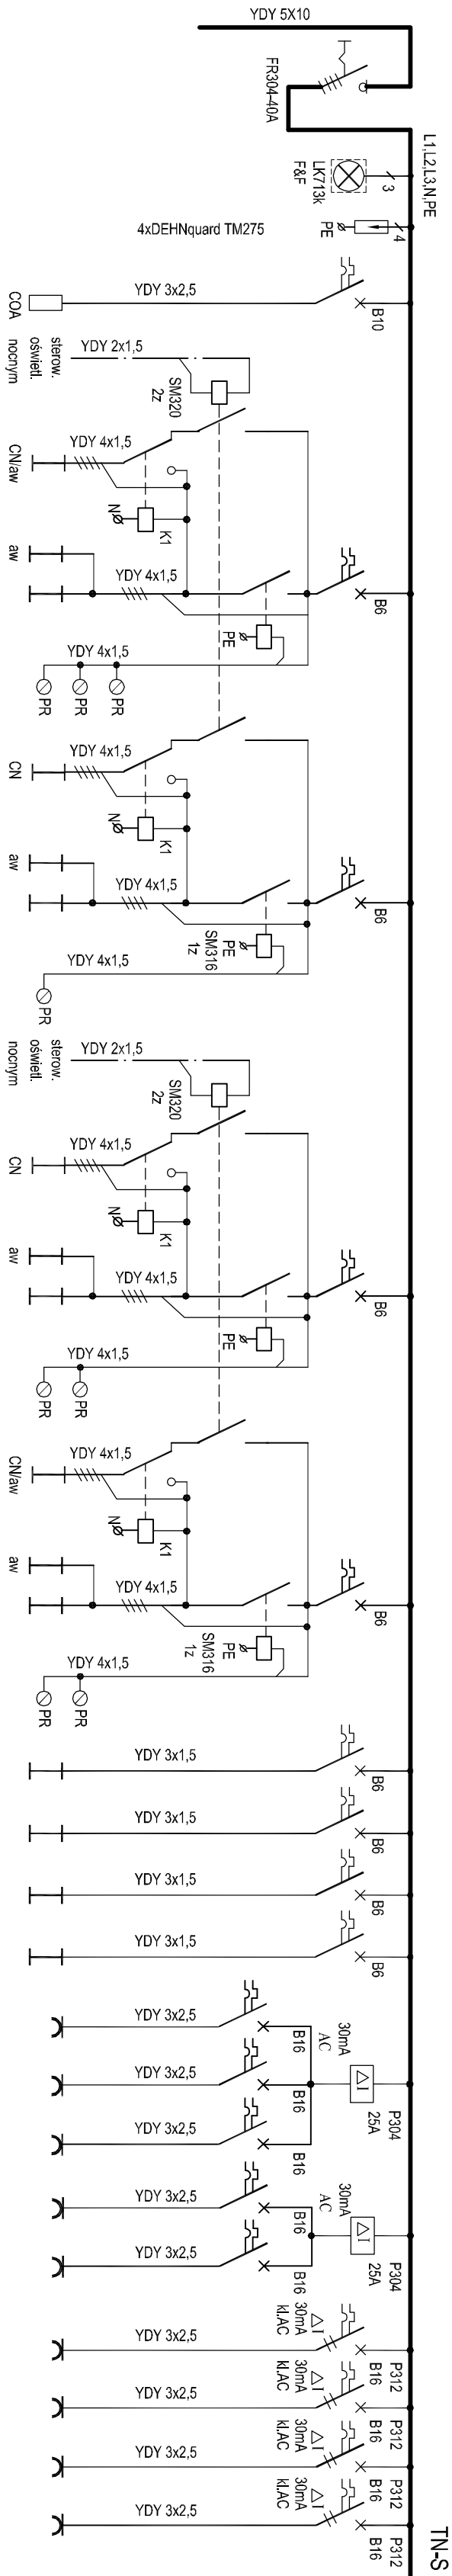 YDY 5X10
FR304-40A
L1,L2,L3,N,PE
LK713k
F&F
3
4xDEHNquard TM275
PE
4
YDY 3x2,5
B10
COA
sterow.
oświetl.
nocnym
YDY 2x1,5
SM320
2z
YDY 4x1,5
CN/aw
N
K1
aw
YDY 4x1,5
B6
PE
YDY 4x1,5
PR
PR
PR
YDY 4x1,5
CN
N
K1
aw
YDY 4x1,5
B6
PE
SM316
1z
YDY 4x1,5
PR
sterow.
oświetl.
nocnym
YDY 2x1,5
SM320
2z
YDY 4x1,5
CN
N
K1
aw
YDY 4x1,5
B6
PE
YDY 4x1,5
PR
PR
YDY 4x1,5
CN/aw
N
K1
aw
YDY 4x1,5
B6
PE
SM316
1z
YDY 4x1,5
PR
PR
YDY 3x1,5
B6
YDY 3x1,5
B6
YDY 3x1,5
B6
YDY 3x1,5
B6
30mA
AC
ΔI
P304
25A
YDY 3x2,5
B16
YDY 3x2,5
B16
YDY 3x2,5
B16
30mA
AC
ΔI
P304
25A
YDY 3x2,5
B16
YDY 3x2,5
B16
YDY 3x2,5
ΔI
30mA
kl.AC
P312
B16
YDY 3x2,5
ΔI
30mA
kl.AC
P312
B16
YDY 3x2,5
ΔI
30mA
kl.AC
P312
B16
YDY 3x2,5
ΔI
30mA
kl.AC
P312
B16
TN-S